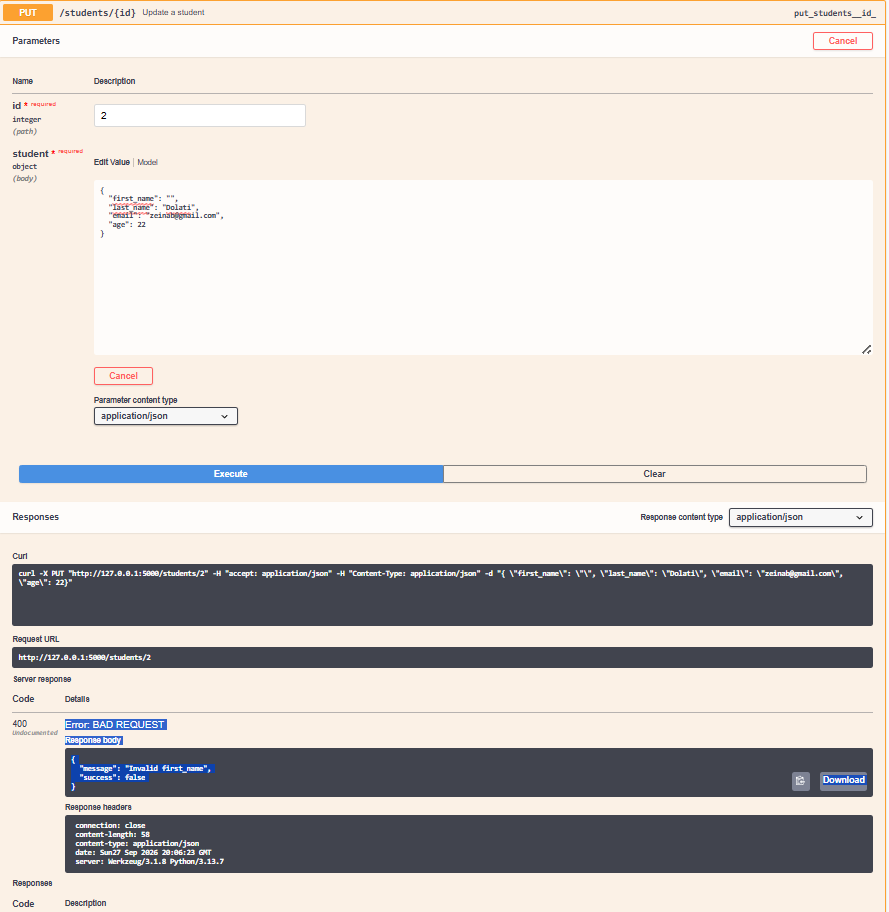 PUT /students/{id} Update a student put_students__id_
Parameters Cancel
Name Description
id * required
integer
(path)
2
student * required
object
(body)
Edit Value | Model
{
  "first_name": "",
  "last_name": "Dolati",
  "email": "zeinab@gmail.com",
  "age": 22
}
Cancel
Parameter content type
application/json
Execute Clear
Responses Response content type application/json
Curl
curl -X PUT "http://127.0.0.1:5000/students/2" -H "accept: application/json" -H "Content-Type: application/json" -d "{ \"first_name\": \"\", \"last_name\": \"Dolati\", \"email\": \"zeinab@gmail.com\",
\"age\": 22}"
Request URL
http://127.0.0.1:5000/students/2
Server response
Code Details
400
Undocumented
Error: BAD REQUEST
Response body
{
  "message": "Invalid first_name",
  "success": false
}
Download
Response headers
connection: close
content-length: 58
content-type: application/json
date: Sun27 Sep 2026 20:06:23 GMT
server: Werkzeug/3.1.8 Python/3.13.7
Responses
Code Description